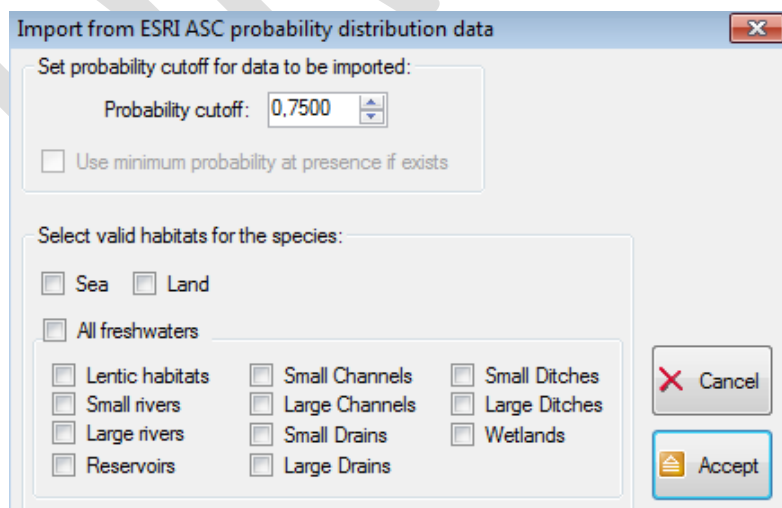 Import from ESRI ASC probability distribution data
Set probability cutoff for data to be imported:
Probability cutoff: 0,7500
Use minimum probability at presence if exists
Select valid habitats for the species:
Sea Land
All freshwaters
Lentic habitats Small Channels Small Ditches
Small rivers Large Channels Large Ditches
Large rivers Small Drains Wetlands
Reservoirs Large Drains
Cancel
Accept